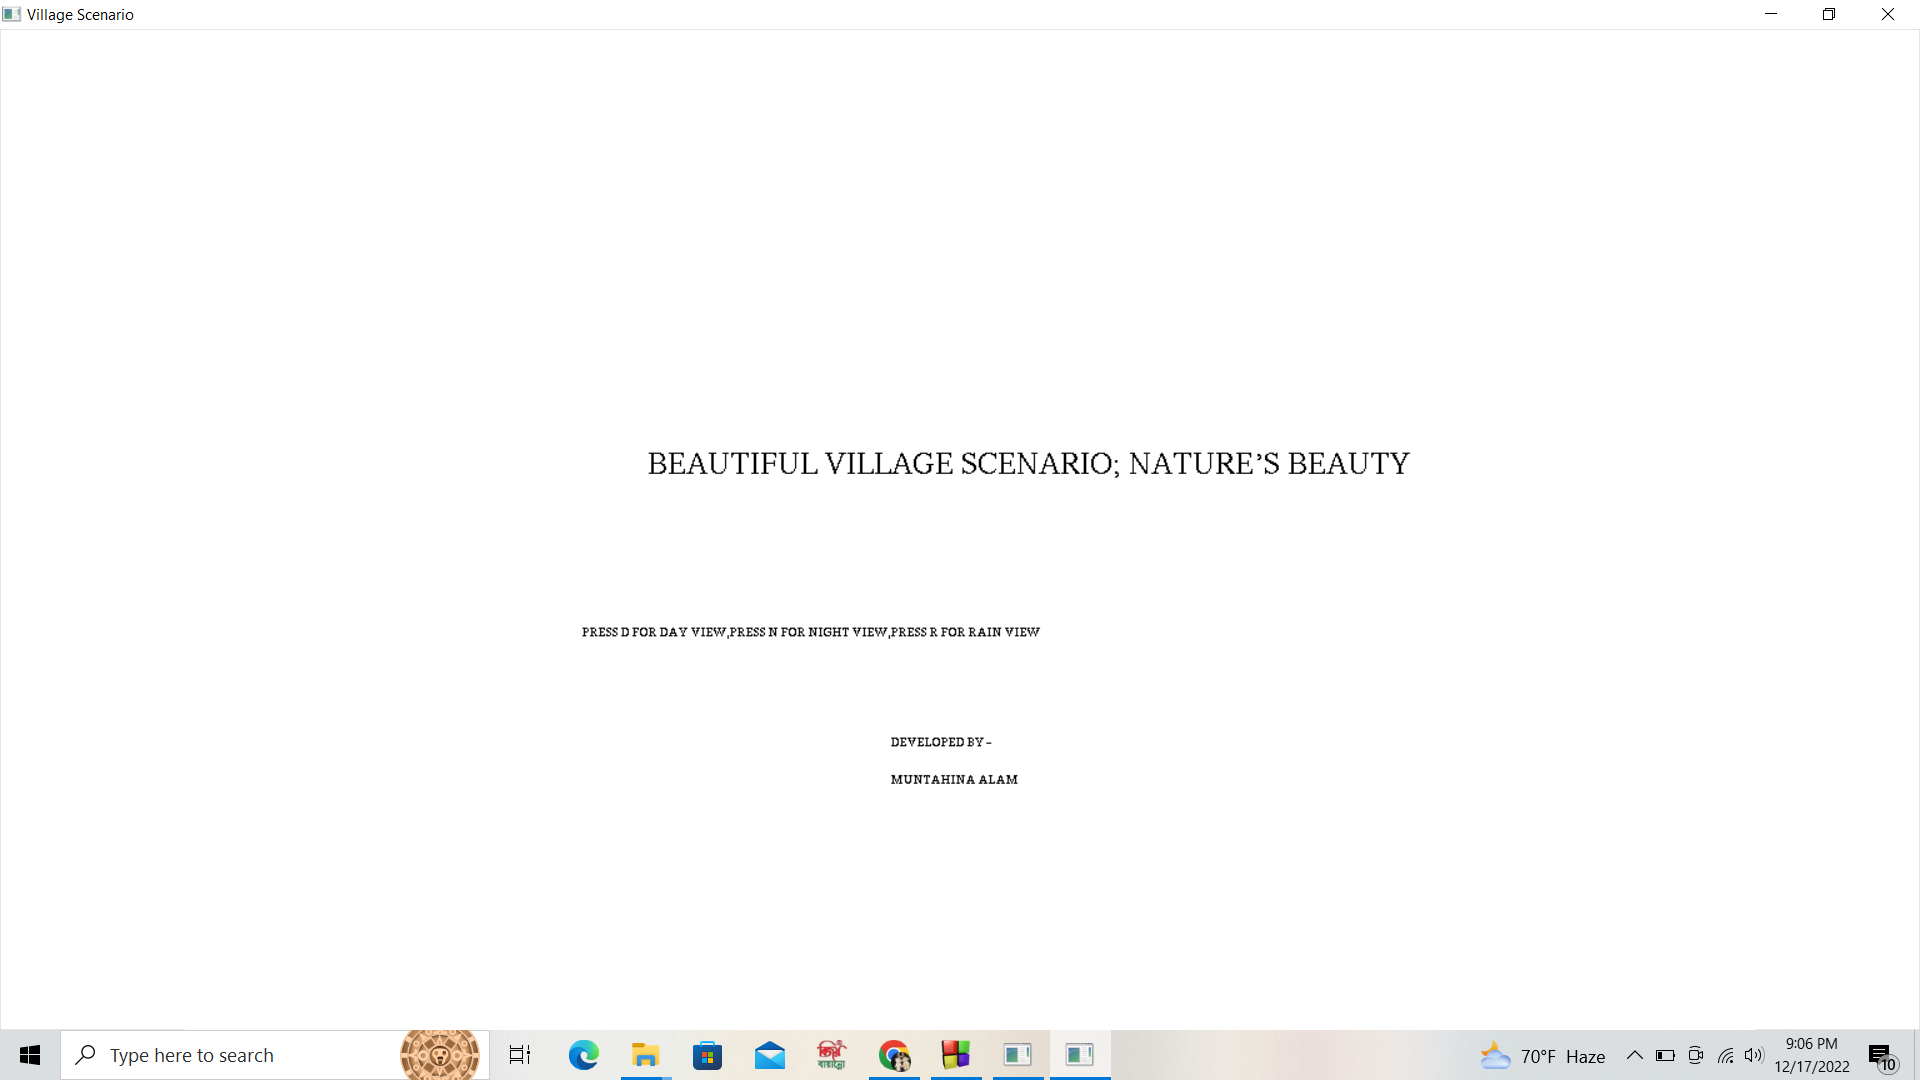 Village Scenario
BEAUTIFUL VILLAGE SCENARIO; NATURE’S BEAUTY
PRESS D FOR DAY VIEW,PRESS N FOR NIGHT VIEW,PRESS R FOR RAIN VIEW
DEVELOPED BY –
MUNTAHINA ALAM
Type here to search
70°F Haze
9:06 PM
12/17/2022
10